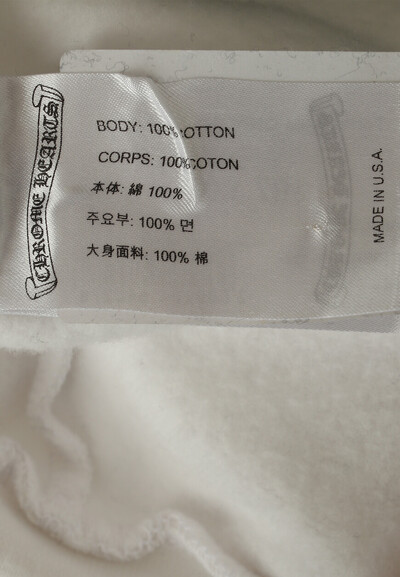 CHROME HEARTS
BODY: 100% COTTON
CORPS: 100% COTON
本体: 綿 100%
주요부: 100% 면
大身面料: 100% 棉
MADE IN U.S.A.